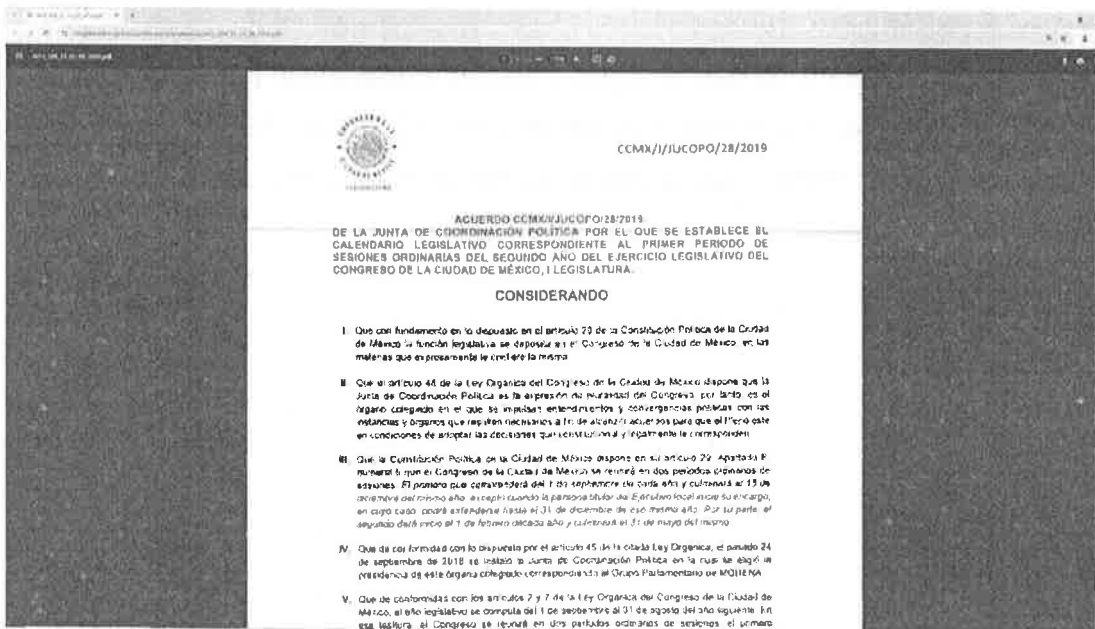 CCMX/I/JUCOPO/28/2019
ACUERDO CCMX/I/JUCOPO/28/2019
DE LA JUNTA DE COORDINACIÓN POLÍTICA POR EL QUE SE ESTABLECE EL
CALENDARIO LEGISLATIVO CORRESPONDIENTE AL PRIMER PERIODO DE
SESIONES ORDINARIAS DEL SEGUNDO AÑO DEL EJERCICIO LEGISLATIVO DEL
CONGRESO DE LA CIUDAD DE MÉXICO, I LEGISLATURA.
CONSIDERANDO
I. Que con fundamento en lo dispuesto en el artículo 29 de la Constitución Política de la Ciudad
de México la función legislativa se deposita en el Congreso de la Ciudad de México, en las
materias que expresamente le confiere la misma
II. Que el artículo 48 de la Ley Orgánica del Congreso de la Ciudad de México dispone que la
Junta de Coordinación Política es la expresión de pluralidad del Congreso, por tanto, es el
órgano colegiado en el que se impulsan entendimientos y convergencias políticas con las
instancias y órganos que resulten necesarios a fin de alcanzar acuerdos para que el Pleno esté
en condiciones de adoptar las decisiones que constitucional y legalmente le corresponden
III. Que la Constitución Política de la Ciudad de México dispone en su artículo 29, Apartado E,
numeral 5 que el Congreso de la Ciudad de México se reunirá en dos periodos ordinarios de
sesiones. El primero que comprenderá del 1 de septiembre de cada año y culminará el 15 de
diciembre del mismo año, excepto cuando la persona titular del Ejecutivo local inicie su encargo,
en cuyo caso, podrá extenderse hasta el 31 de diciembre de ese mismo año. Por su parte, el
segundo dará inicio el 1 de febrero de cada año y culminará el 31 de mayo del mismo
IV. Que de conformidad con lo dispuesto por el artículo 45 de la citada Ley Orgánica, el pasado 24
de septiembre de 2018 se instaló la Junta de Coordinación Política en la cual se eligió la
presidencia de este órgano colegiado correspondiendo al Grupo Parlamentario de MORENA
V. Que de conformidas con los artículos 2 y 7 de la Ley Orgánica del Congreso de la Ciudad de
México, el año legislativo se computa del 1 de septiembre al 31 de agosto del año siguiente. En
esa tesitura, el Congreso se reunirá en dos periodos ordinarios de sesiones, el primero